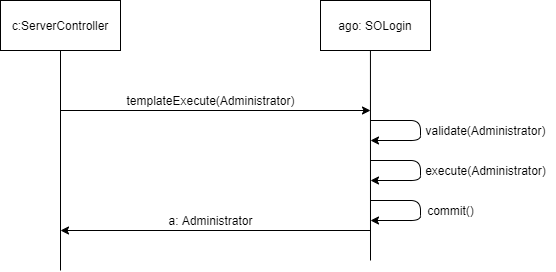 c:ServerController
ago: SOLogin
templateExecute(Administrator)
validate(Administrator)
execute(Administrator)
commit()
a: Administrator